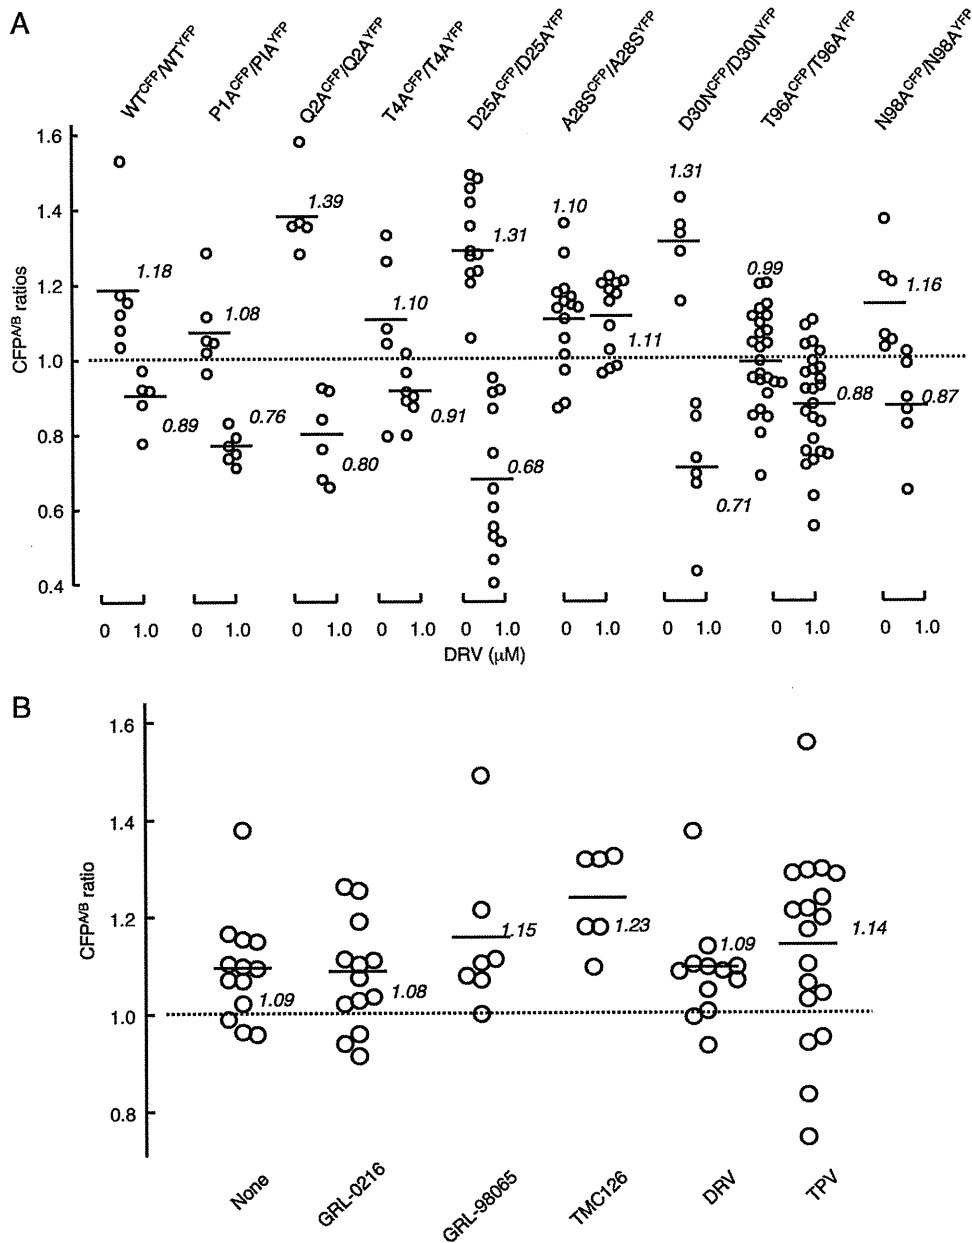 A
WT^CFP/WT^YFP
P1A^CFP/PIA^YFP
Q2A^CFP/Q2A^YFP
T4A^CFP/T4A^YFP
D25A^CFP/D25A^YFP
A28S^CFP/A28S^YFP
D30N^CFP/D30N^YFP
T96A^CFP/T96A^YFP
N98A^CFP/N98A^YFP
CFP^A/B ratios
1.6
1.4
1.2
1.0
0.8
0.6
0.4
1.18
0.89
1.08
0.76
1.39
0.80
1.10
0.91
1.31
0.68
1.10
1.11
1.31
0.71
0.99
0.88
1.16
0.87
0 1.0 0 1.0 0 1.0 0 1.0 0 1.0 0 1.0 0 1.0 0 1.0 0 1.0
DRV (μM)
B
CFP^A/B ratio
1.6
1.4
1.2
1.0
0.8
1.09
1.08
1.15
1.23
1.09
1.14
None
GRL-0216
GRL-98065
TMC126
DRV
TPV